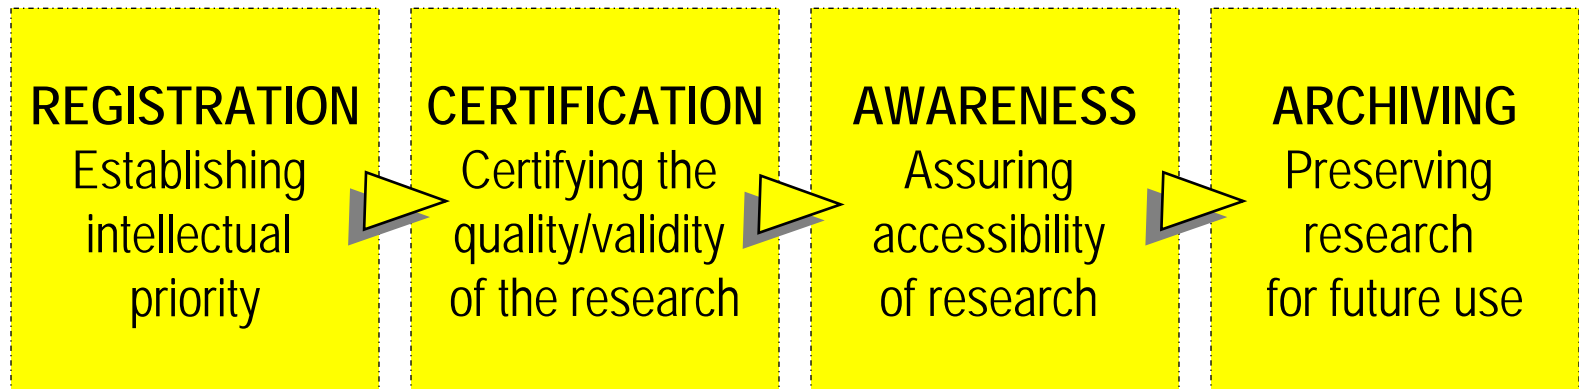 REGISTRATION
Establishing
intellectual
priority
CERTIFICATION
Certifying the
quality/validity
of the research
AWARENESS
Assuring
accessibility
of research
ARCHIVING
Preserving
research
for future use